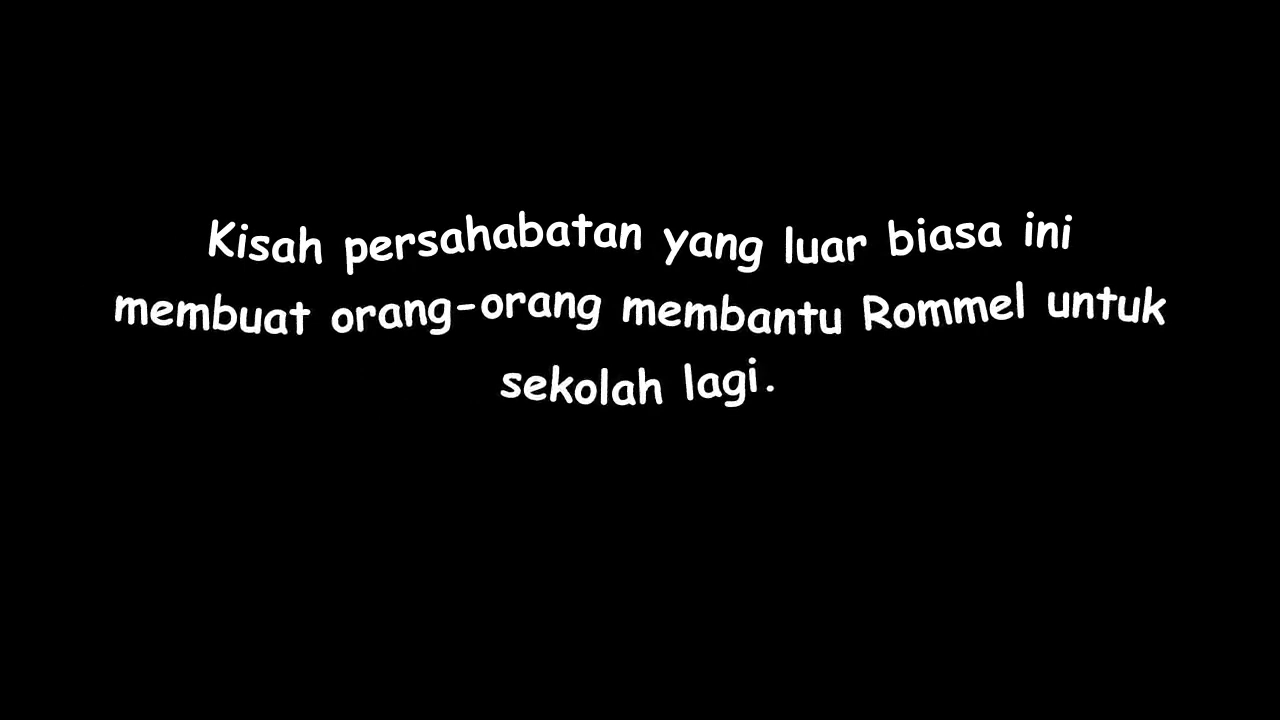 Kisah persahabatan yang luar biasa ini
membuat orang-orang membantu Rommel untuk
sekolah lagi.